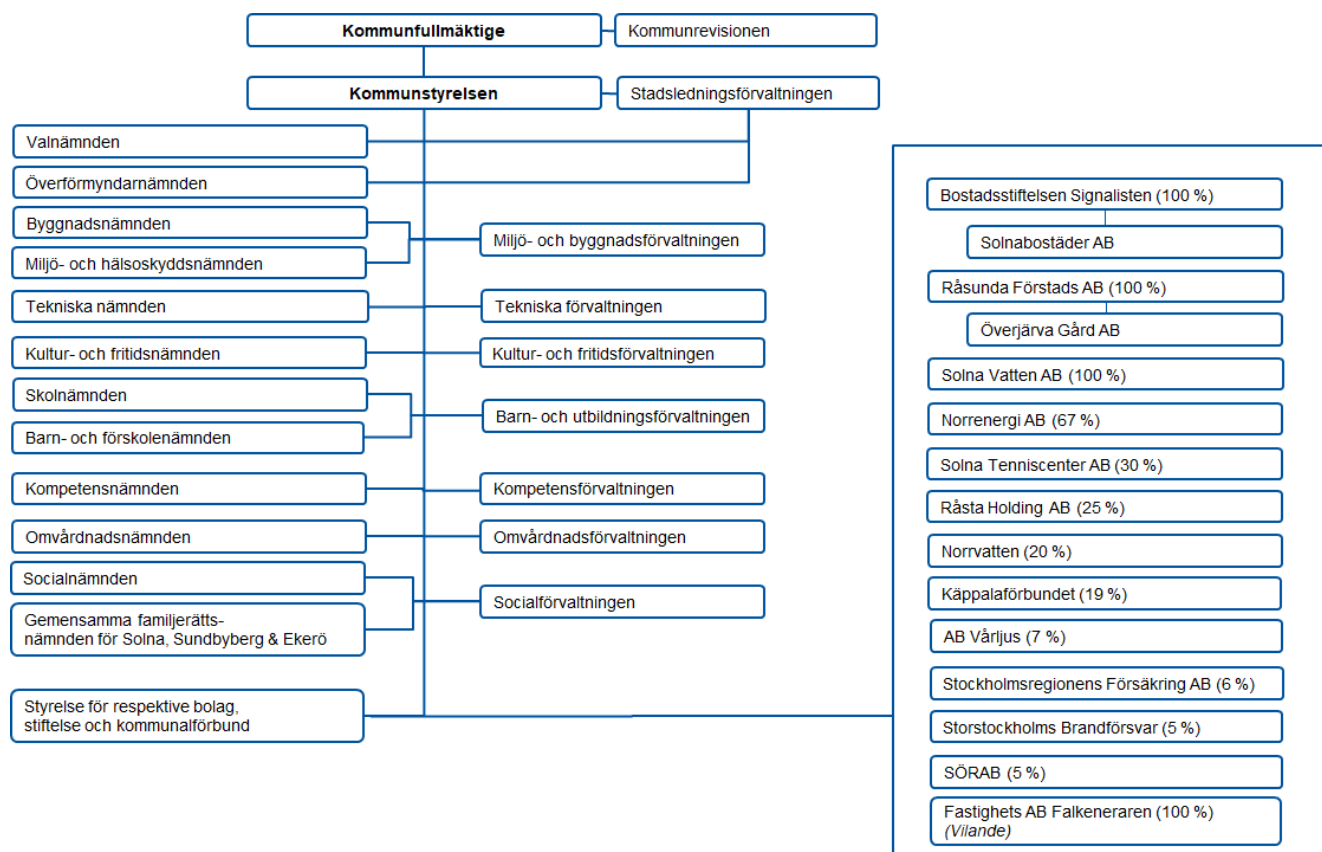 Kommunfullmäktige
Kommunrevisionen
Kommunstyrelsen
Stadsledningsförvaltningen
Valnämnden
Överförmyndarnämnden
Byggnadsnämnden
Miljö- och hälsoskyddsnämnden
Miljö- och byggnadsförvaltningen
Tekniska nämnden
Tekniska förvaltningen
Kultur- och fritidsnämnden
Kultur- och fritidsförvaltningen
Skolnämnden
Barn- och förskolenämnden
Barn- och utbildningsförvaltningen
Kompetensnämnden
Kompetensförvaltningen
Omvårdnadsnämnden
Omvårdnadsförvaltningen
Socialnämnden
Gemensamma familjerätts-
nämnden för Solna, Sundbyberg & Ekerö
Socialförvaltningen
Styrelse för respektive bolag,
stiftelse och kommunalförbund
Bostadsstiftelsen Signalisten (100 %)
Solnabostäder AB
Råsunda Förstads AB (100 %)
Överjärva Gård AB
Solna Vatten AB (100 %)
Norrenergi AB (67 %)
Solna Tenniscenter AB (30 %)
Råsta Holding AB (25 %)
Norrvatten (20 %)
Käppalaförbundet (19 %)
AB Vårljus (7 %)
Stockholmsregionens Försäkring AB (6 %)
Storstockholms Brandförsvar (5 %)
SÖRAB (5 %)
Fastighets AB Falkeneraren (100 %)
(Vilande)